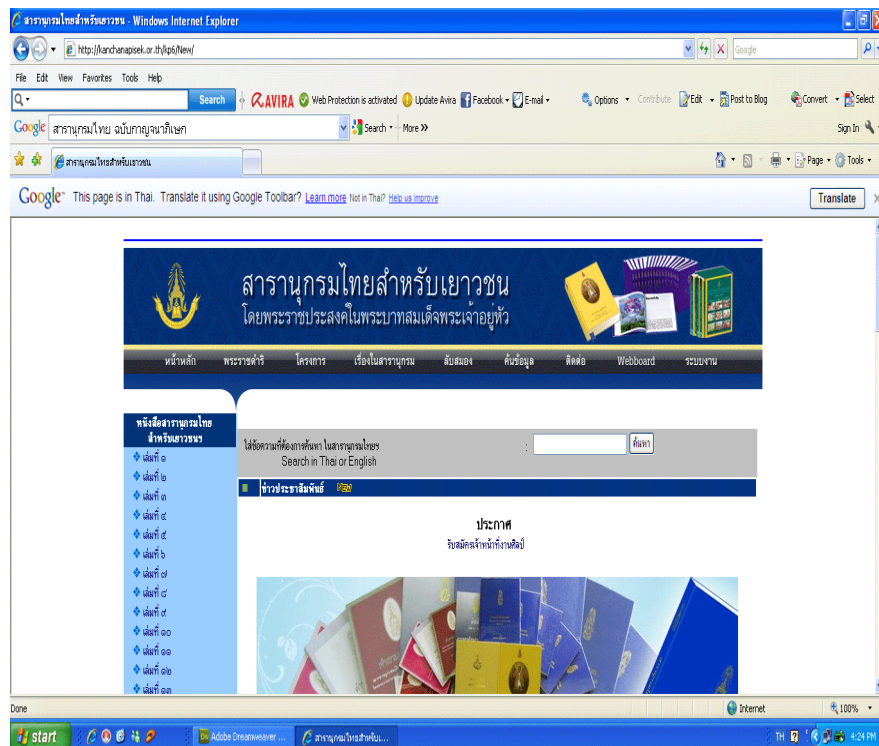 สารานุกรมไทยสำหรับเยาวชน - Windows Internet Explorer
http://kanchanapisek.or.th/kp6/New/
Google
File Edit View Favorites Tools Help
Search AVIRA Web Protection is activated Update Avira Facebook E-mail Options Contribute Edit Post to Blog Convert Select
Google สารานุกรมไทย ฉบับกาญจนาภิเษก Search More >> Sign In
สารานุกรมไทยสำหรับเยาวชน Page Tools
Google This page is in Thai. Translate it using Google Toolbar? Learn more Not in Thai? Help us improve Translate
สารานุกรมไทยสำหรับเยาวชน
โดยพระราชประสงค์ในพระบาทสมเด็จพระเจ้าอยู่หัว
หน้าหลัก พระราชดำริ โครงการ เรื่องในสารานุกรม ลับสมอง ค้นข้อมูล ติดต่อ Webboard ระบบงาน
หนังสือสารานุกรมไทย
สำหรับเยาวชนฯ
เล่มที่ ๑
เล่มที่ ๒
เล่มที่ ๓
เล่มที่ ๔
เล่มที่ ๕
เล่มที่ ๖
เล่มที่ ๗
เล่มที่ ๘
เล่มที่ ๙
เล่มที่ ๑๐
เล่มที่ ๑๑
เล่มที่ ๑๒
เล่มที่ ๑๓
ใส่ข้อความที่ต้องการค้นหา ในสารานุกรมไทยฯ : ค้นหา
Search in Thai or English
ข่าวประชาสัมพันธ์ New
ประกาศ
รับสมัครเจ้าหน้าที่งานศิลป์
Done Internet 100%
start Adobe Dreamweaver ... สารานุกรมไทยสำหรับเ... TH 4:24 PM